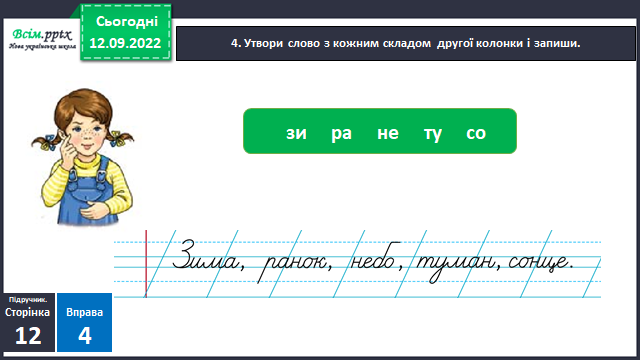 Всім.pptx
Нова українська школа
Сьогодні
12.09.2022
4. Утвори слово з кожним складом другої колонки і запиши.
зи ра не ту со
Зима, ранок, небо, туман, сонце.
Підручник.
Сторінка
12
Вправа
4